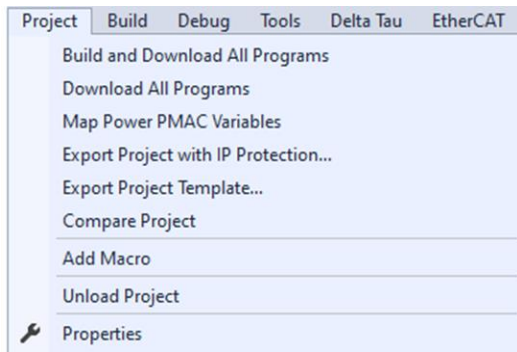 Project Build Debug Tools Delta Tau EtherCAT
Build and Download All Programs
Download All Programs
Map Power PMAC Variables
Export Project with IP Protection...
Export Project Template...
Compare Project
Add Macro
Unload Project
Properties